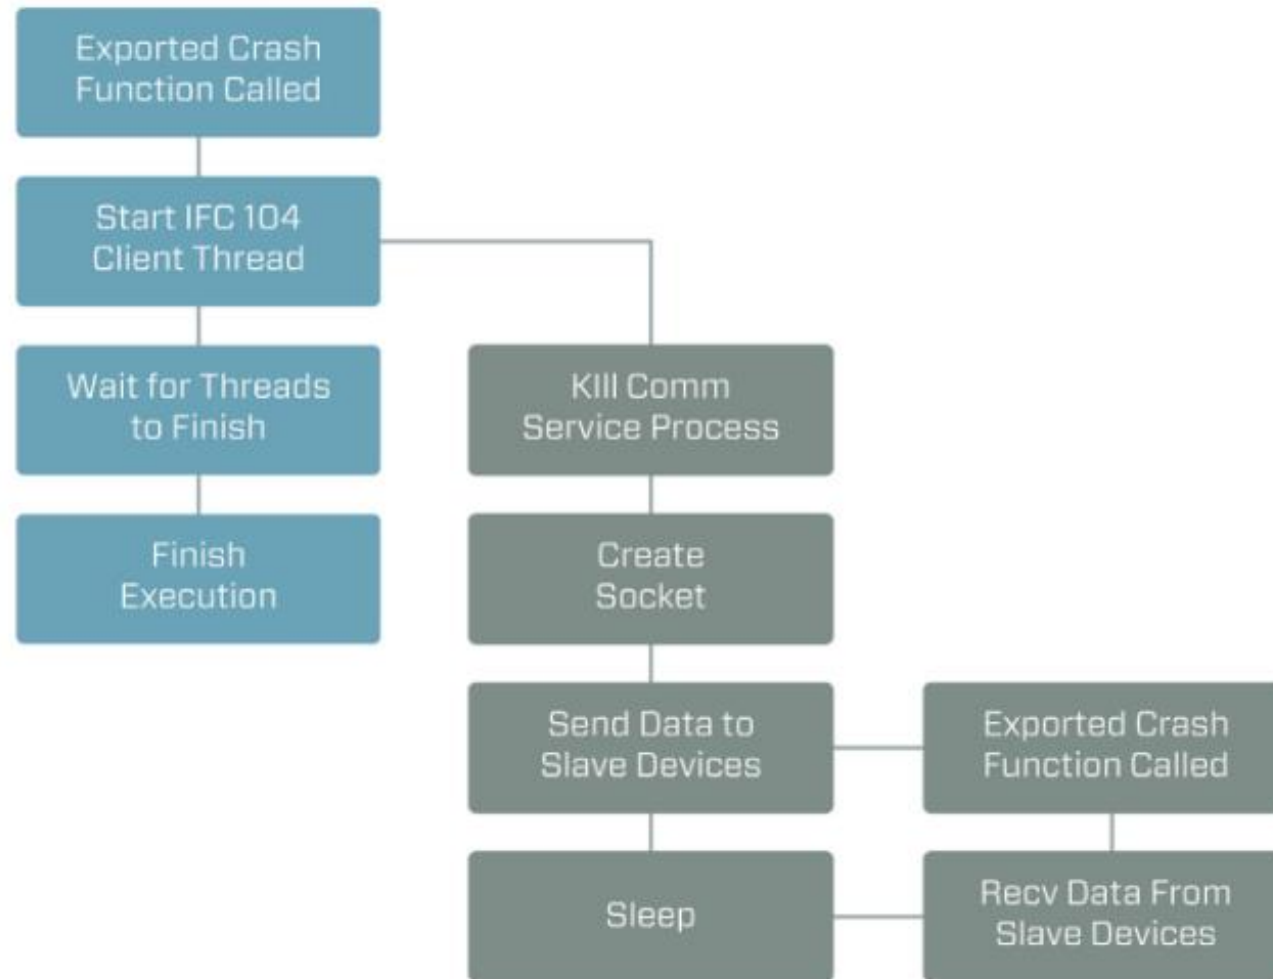 Exported Crash
Function Called
Start IFC 104
Client Thread
Wait for Threads
to Finish
Finish
Execution
KIll Comm
Service Process
Create
Socket
Send Data to
Slave Devices
Exported Crash
Function Called
Sleep
Recv Data From
Slave Devices